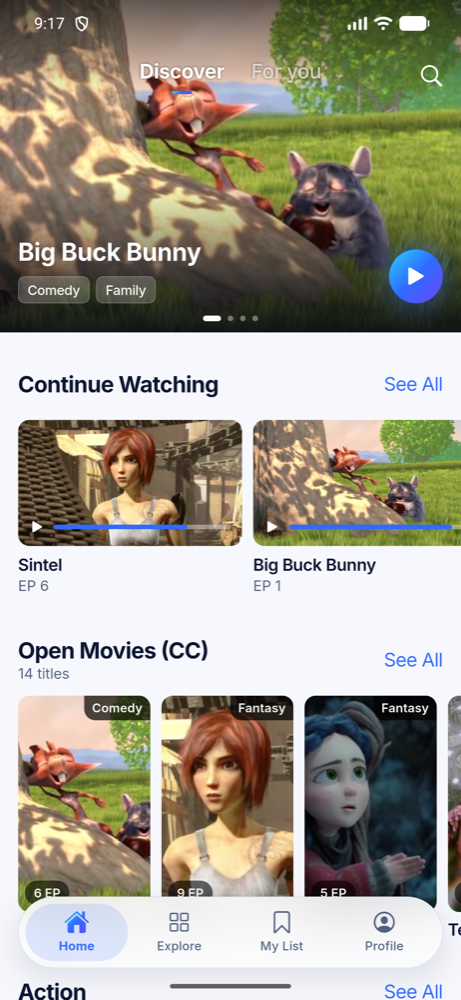 9:17
Discover
For you
Big Buck Bunny
Comedy
Family
Continue Watching
See All
Sintel
EP 6
Big Buck Bunny
EP 1
Open Movies (CC)
See All
14 titles
Comedy
Fantasy
Fantasy
6 EP
9 EP
5 EP
Home
Explore
My List
Profile
Action
See All